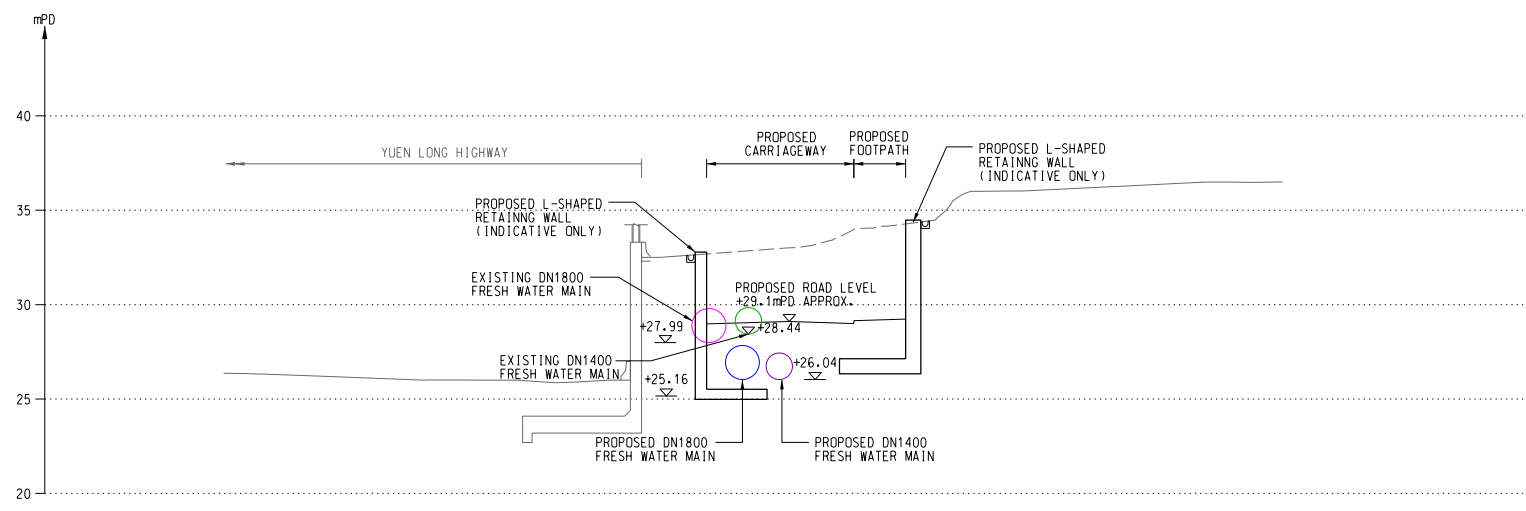 mPD
40
35
30
25
20
YUEN LONG HIGHWAY
PROPOSED
CARRIAGEWAY
PROPOSED
FOOTPATH
PROPOSED L-SHAPED
RETAINNG WALL
(INDICATIVE ONLY)
PROPOSED L-SHAPED
RETAINNG WALL
(INDICATIVE ONLY)
EXISTING DN1800
FRESH WATER MAIN
PROPOSED ROAD LEVEL
+29.1mPD APPROX.
+27.99
+28.44
EXISTING DN1400
FRESH WATER MAIN
+25.16
+26.04
PROPOSED DN1800
FRESH WATER MAIN
PROPOSED DN1400
FRESH WATER MAIN